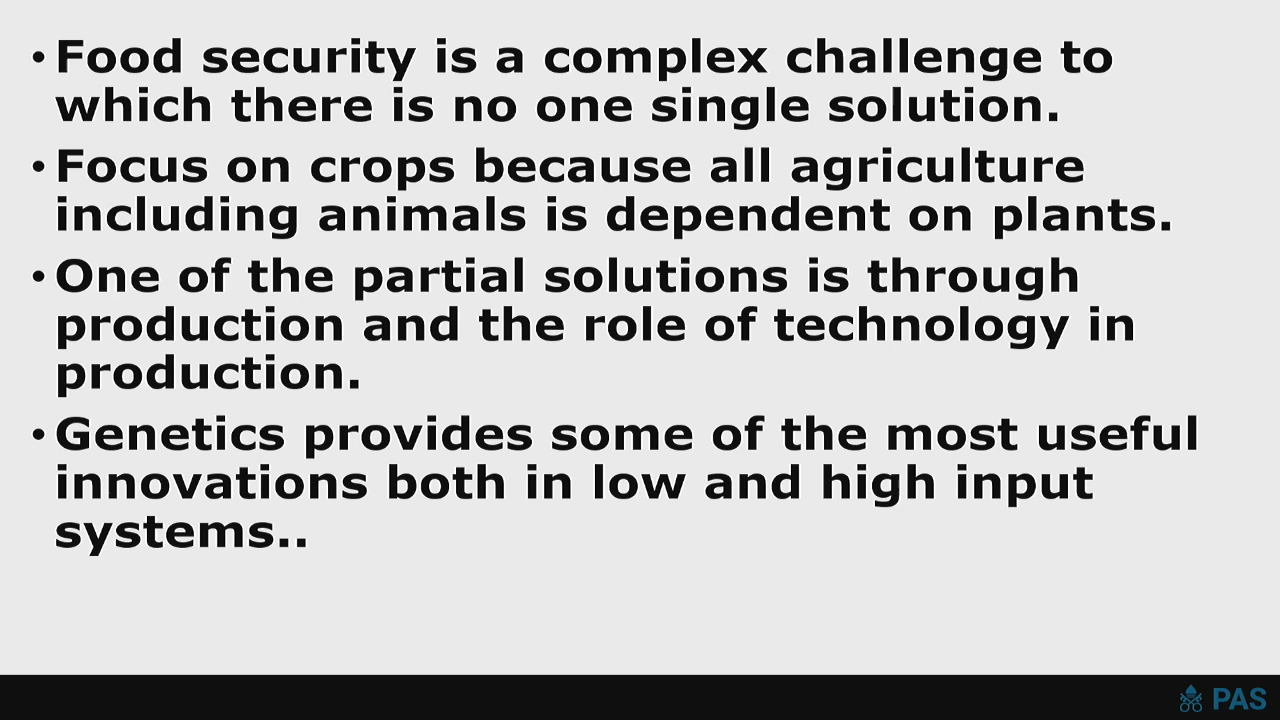 • Food security is a complex challenge to
which there is no one single solution.
• Focus on crops because all agriculture
including animals is dependent on plants.
• One of the partial solutions is through
production and the role of technology in
production.
• Genetics provides some of the most useful
innovations both in low and high input
systems..
PAS